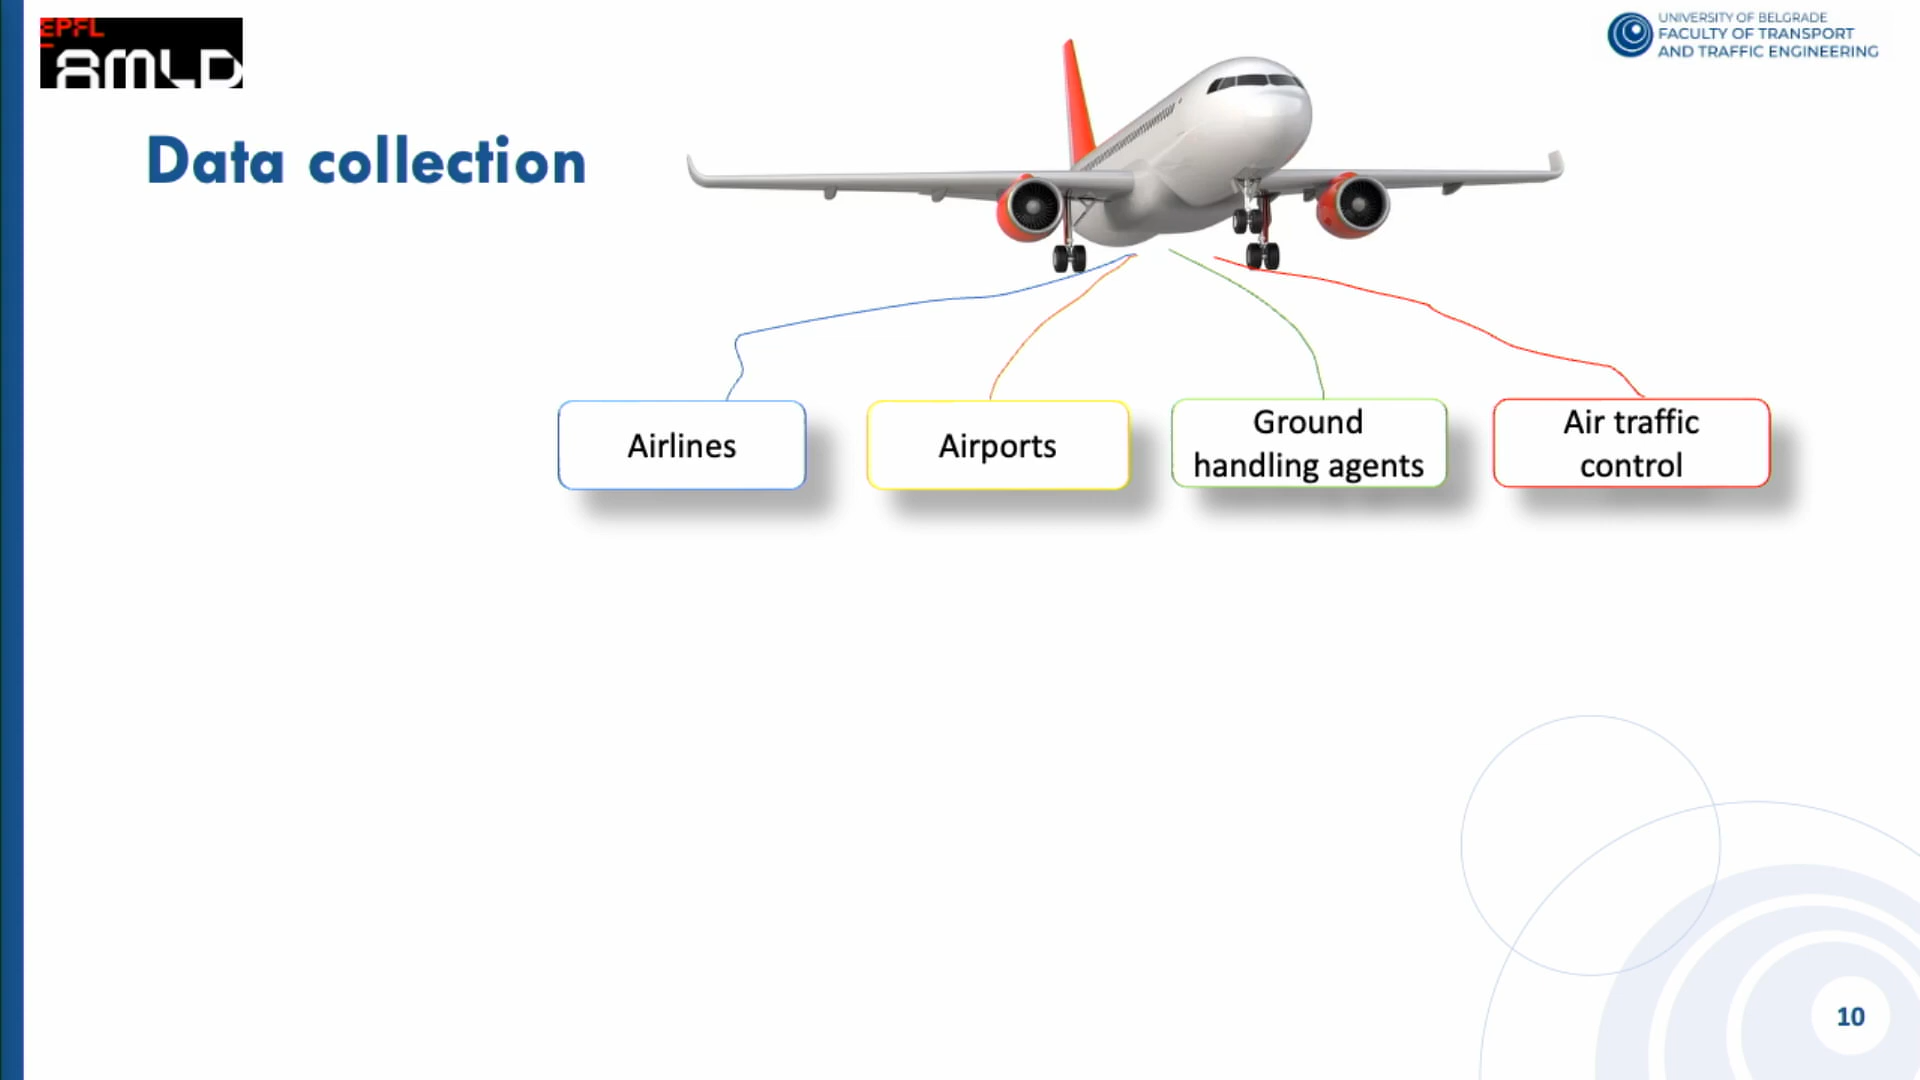 EPFL
AMLD
UNIVERSITY OF BELGRADE
FACULTY OF TRANSPORT
AND TRAFFIC ENGINEERING
Data collection
Airlines
Airports
Ground
handling agents
Air traffic
control
10